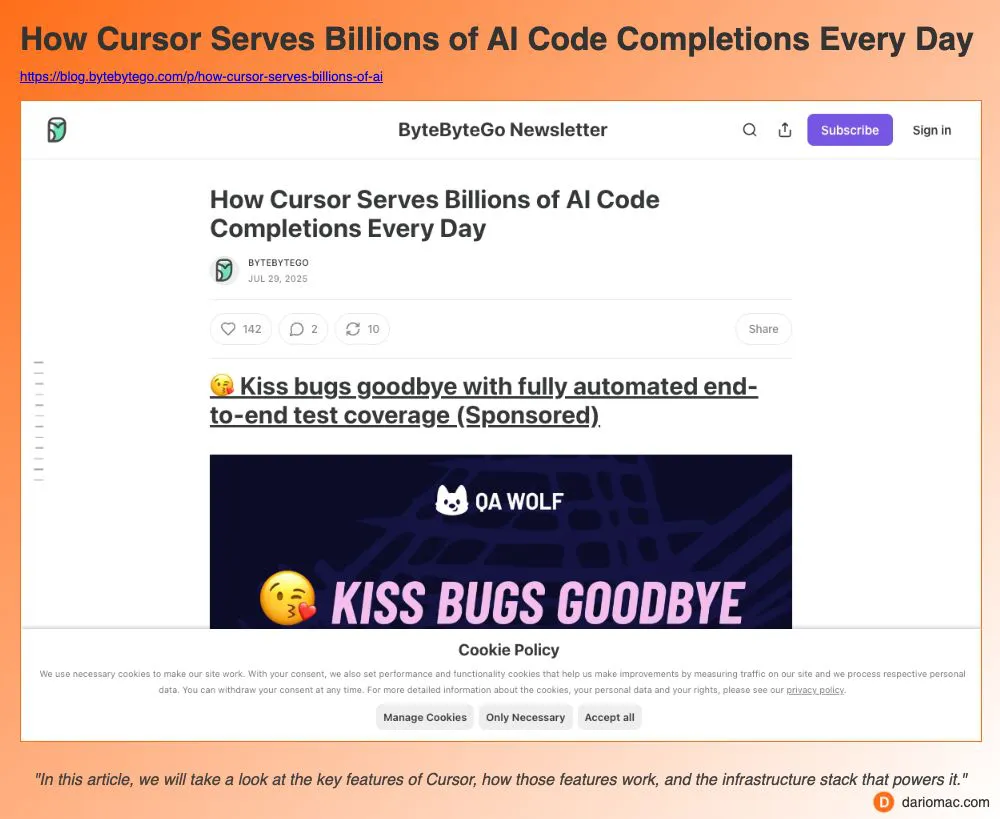 How Cursor Serves Billions of AI Code Completions Every Day
https://blog.bytebytego.com/p/how-cursor-serves-billions-of-ai
ByteByteGo Newsletter
Subscribe
Sign in
How Cursor Serves Billions of AI Code
Completions Every Day
BYTEBYTEGO
JUL 29, 2025
142
2
10
Share
😘 Kiss bugs goodbye with fully automated end-
to-end test coverage (Sponsored)
QA WOLF
😘 KISS BUGS GOODBYE
Cookie Policy
We use necessary cookies to make our site work. With your consent, we also set performance and functionality cookies that help us make improvements by measuring traffic on our site and we process respective personal
data. You can withdraw your consent at any time. For more detailed information about the cookies, your personal data and your rights, please see our privacy policy.
Manage Cookies
Only Necessary
Accept all
"In this article, we will take a look at the key features of Cursor, how those features work, and the infrastructure stack that powers it."
D
dariomac.com